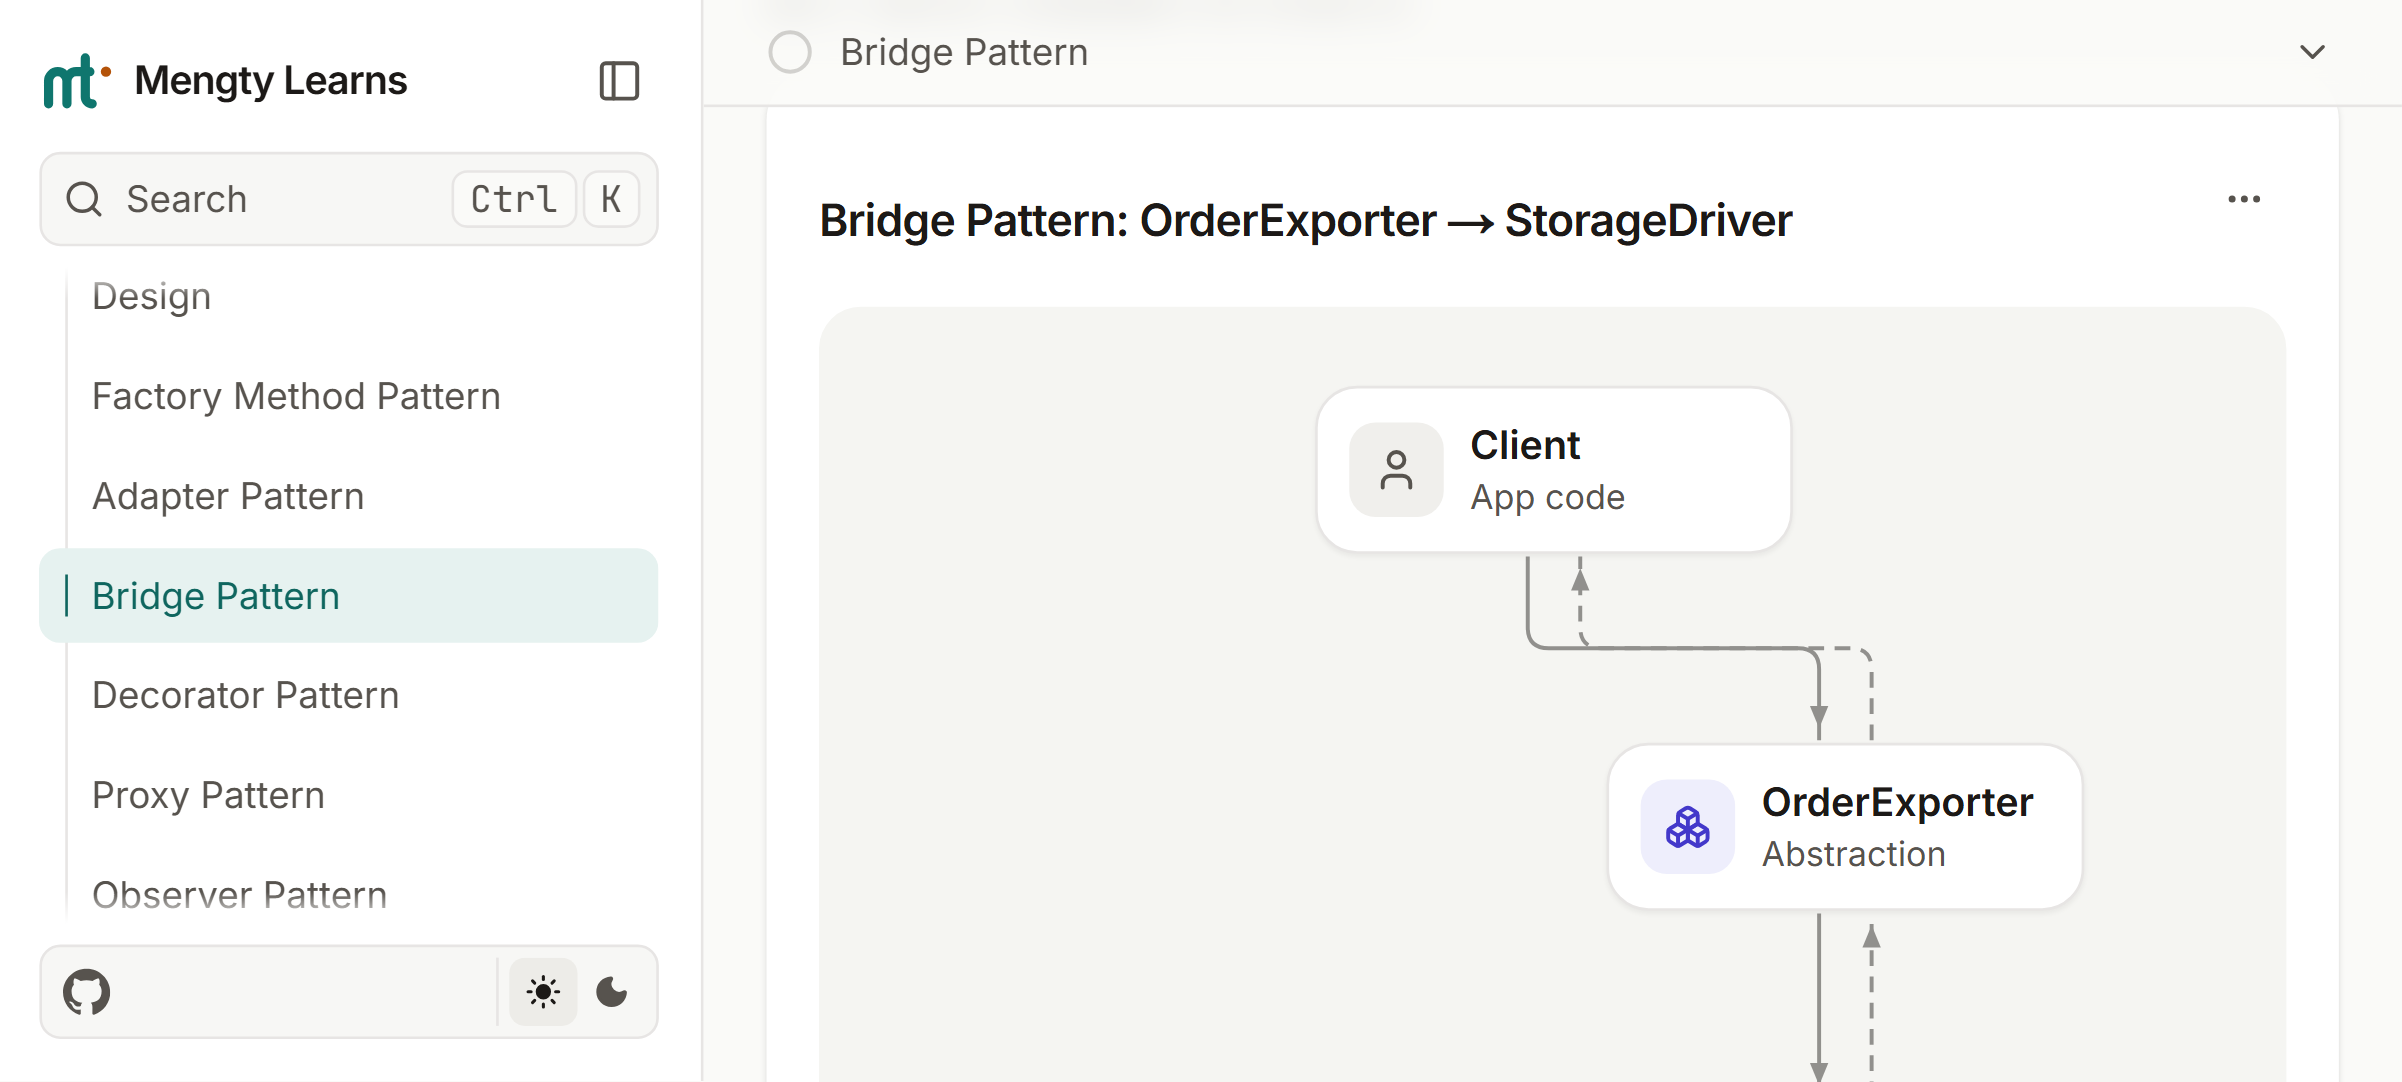 Mengty Learns
Search Ctrl K
Design
Factory Method Pattern
Adapter Pattern
Bridge Pattern
Decorator Pattern
Proxy Pattern
Observer Pattern
Bridge Pattern
Bridge Pattern: OrderExporter → StorageDriver
Client
App code
OrderExporter
Abstraction